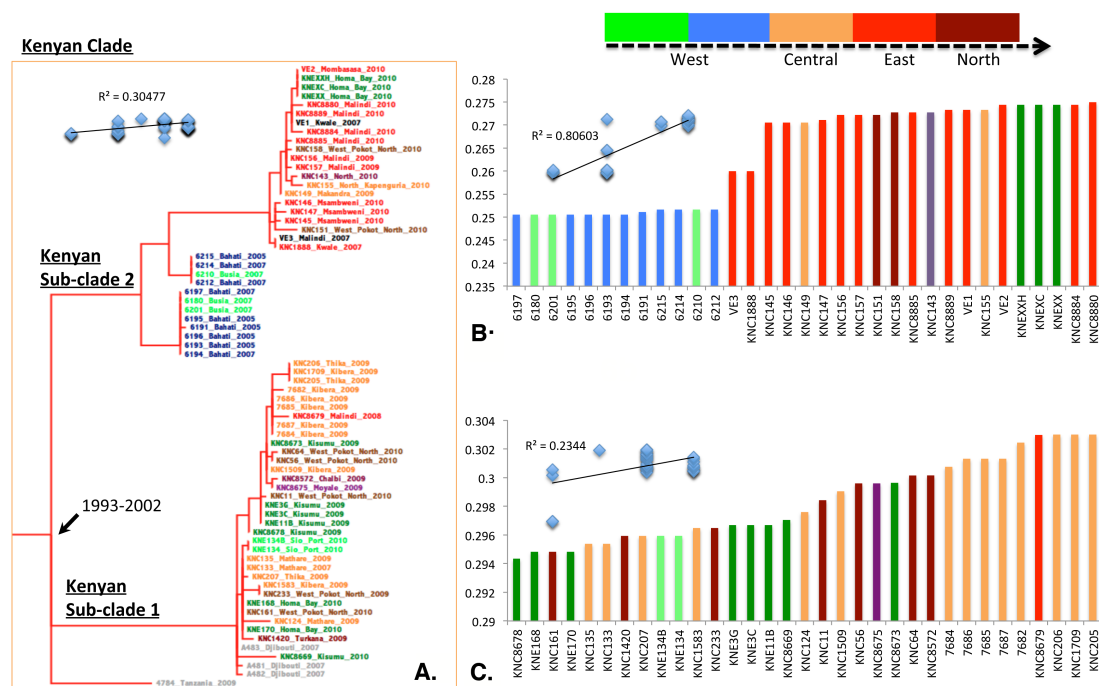 Kenyan Clade
R² = 0.30477
VE2_Mombasasa_2010
KNEXXH_Homa_Bay_2010
KNEXC_Homa_Bay_2010
KNEXX_Homa_Bay_2010
KNC8880_Malindi_2010
KNC8889_Malindi_2010
VE1_Kwale_2007
KNC8884_Malindi_2010
KNC8885_Malindi_2010
KNC158_West_Pokot_North_2010
KNC156_Malindi_2009
KNC157_Malindi_2009
KNC143_North_2010
KNC155_North_Kapenguria_2010
KNC149_Makandra_2009
KNC146_Msambweni_2010
KNC147_Msambweni_2010
KNC145_Msambweni_2010
KNC151_West_Pokot_North_2010
VE3_Malindi_2007
KNC1888_Kwale_2007
Kenyan
Sub-clade 2
6215_Bahati_2005
6214_Bahati_2007
6210_Busia_2007
6212_Bahati_2007
6197_Bahati_2007
6180_Busia_2007
6201_Busia_2007
6195_Bahati_2005
6191_Bahati_2005
6196_Bahati_2005
6193_Bahati_2005
6194_Bahati_2007
KNC206_Thika_2009
KNC1709_Kibera_2009
KNC205_Thika_2009
7682_Kibera_2009
7686_Kibera_2009
7685_Kibera_2009
KNC8679_Malindi_2008
7687_Kibera_2009
7684_Kibera_2009
KNC8673_Kisumu_2009
KNC64_West_Pokot_North_2010
KNC56_West_Pokot_North_2010
KNC1509_Kibera_2009
KNC8572_Chalbi_2009
KNC8675_Moyale_2009
KNC11_West_Pokot_North_2010
KNE3G_Kisumu_2009
KNE3C_Kisumu_2009
KNE11B_Kisumu_2009
KNC8678_Kisumu_2009
KNE134B_Sio_Port_2010
KNE134_Sio_Port_2010
KNC135_Mathare_2009
KNC133_Mathare_2007
KNC207_Thika_2009
KNC1583_Kibera_2009
KNC233_West_Pokot_North_2009
KNE168_Homa_Bay_2010
KNC161_West_Pokot_North_2010
KNC124_Mathare_2009
KNE170_Homa_Bay_2010
KNC1420_Turkana_2009
A483_Djibouti_2007
KNC8669_Kisumu_2010
A481_Djibouti_2007
A482_Djibouti_2007
4784_Tanzania_2009
1993-2002
Kenyan
Sub-clade 1
A.
West Central East North
0.28
0.275
0.27
0.265
0.26
0.255
0.25
0.245
0.24
0.235
R² = 0.80603
6197 6180 6201 6195 6196 6193 6194 6191 6215 6214 6210 6212 VE3 KNC1888 KNC145 KNC146 KNC149 KNC147 KNC156 KNC157 KNC151 KNC158 KNC8885 KNC143 KNC8889 VE1 KNC155 VE2 KNEXXH KNEXC KNEXX KNC8884 KNC8880
B.
0.304
0.302
0.3
0.298
0.296
0.294
0.292
0.29
R² = 0.2344
KNC8678 KNE168 KNC161 KNE170 KNC135 KNC133 KNC1420 KNC207 KNE134B KNE134 KNC1583 KNC233 KNE3G KNE3C KNE11B KNC8669 KNC124 KNC11 KNC1509 KNC56 KNC8675 KNC8673 KNC64 KNC8572 7684 7686 7685 7687 7682 KNC8679 KNC206 KNC1709 KNC205
C.